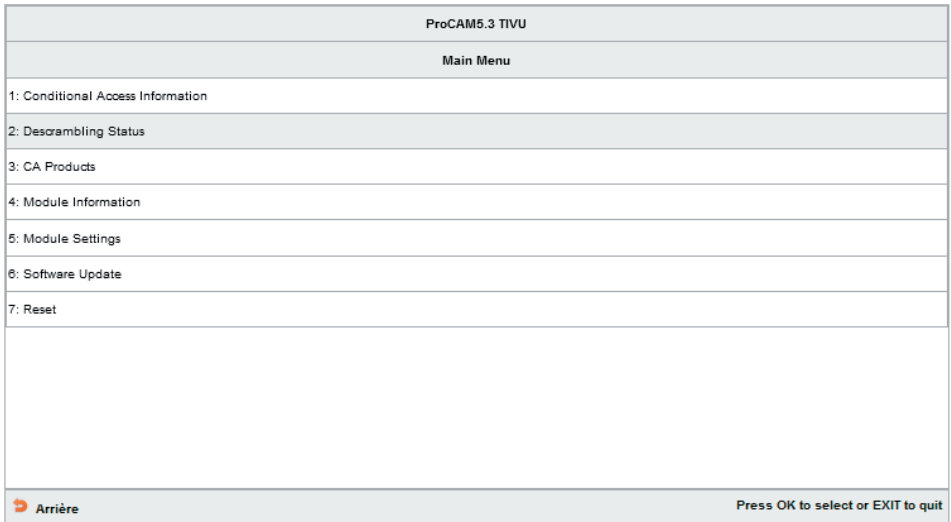 ProCAM5.3 TIVU
Main Menu
1: Conditional Access Information
2: Descrambling Status
3: CA Products
4: Module Information
5: Module Settings
6: Software Update
7: Reset
Arrière
Press OK to select or EXIT to quit